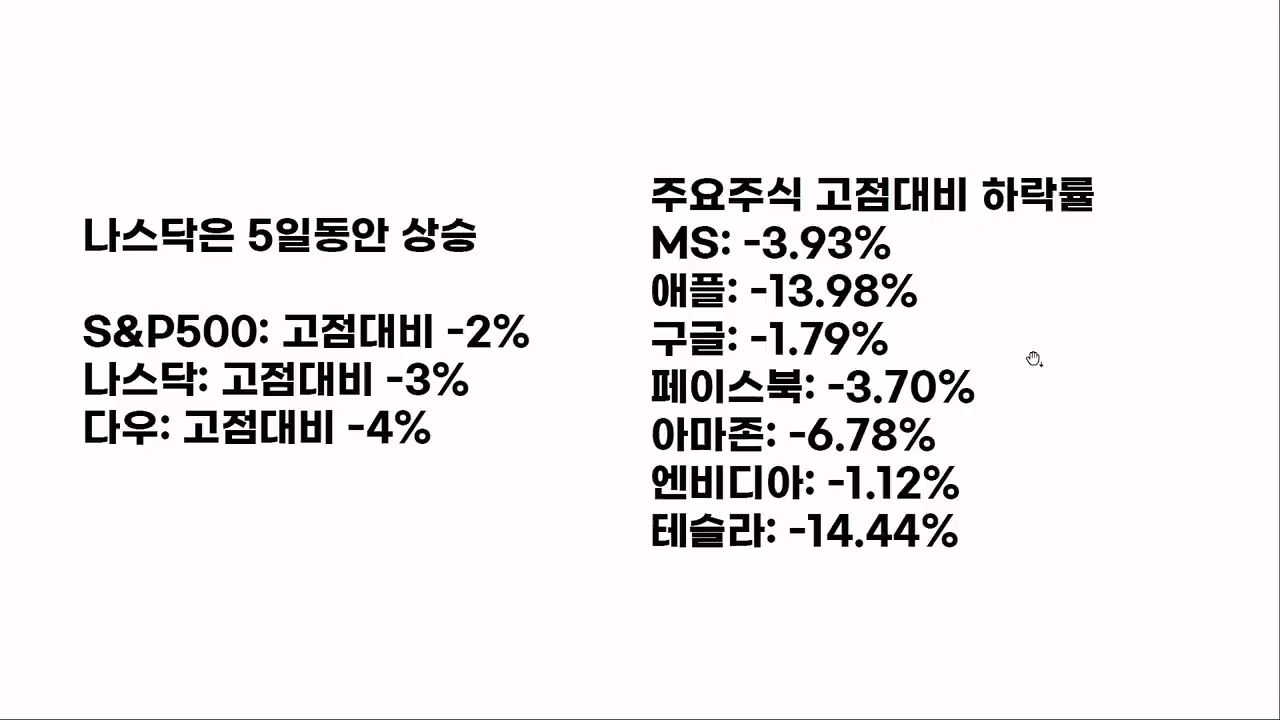 나스닥은 5일동안 상승
S&P500: 고점대비 -2%
나스닥: 고점대비 -3%
다우: 고점대비 -4%
주요주식 고점대비 하락률
MS: -3.93%
애플: -13.98%
구글: -1.79%
페이스북: -3.70%
아마존: -6.78%
엔비디아: -1.12%
테슬라: -14.44%